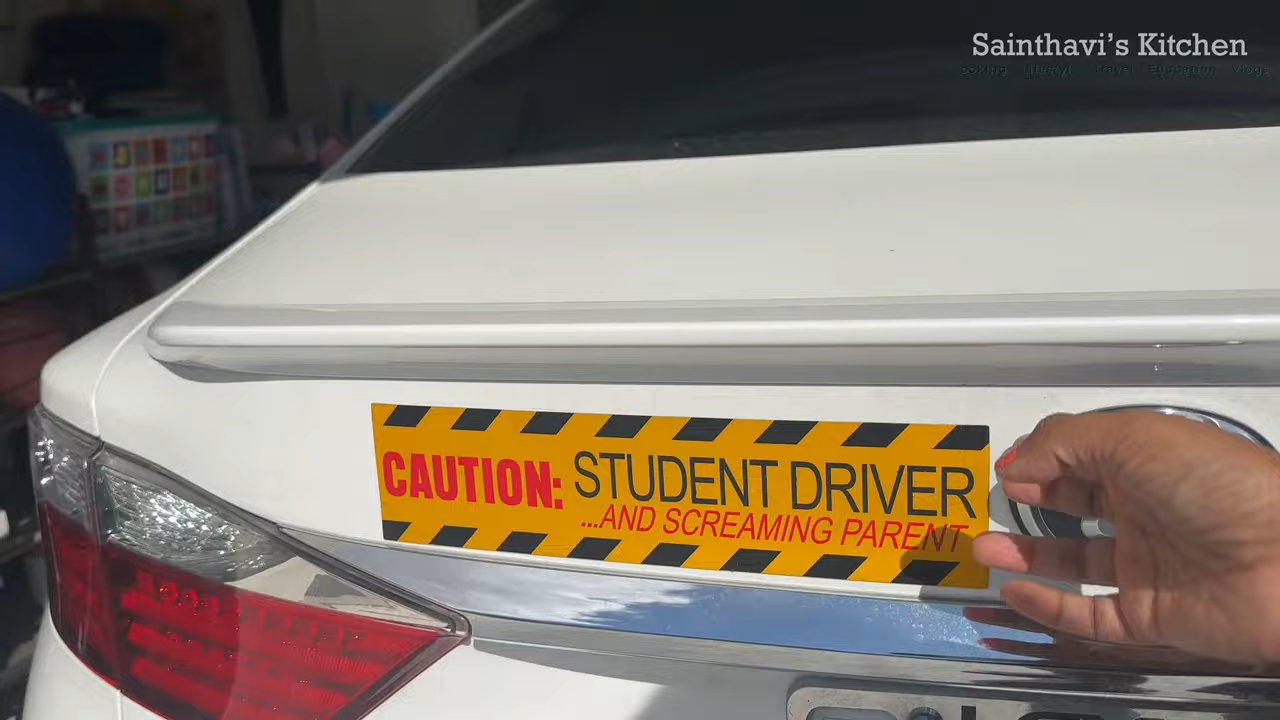 Sainthavi's Kitchen
CAUTION: STUDENT DRIVER
...AND SCREAMING PARENT